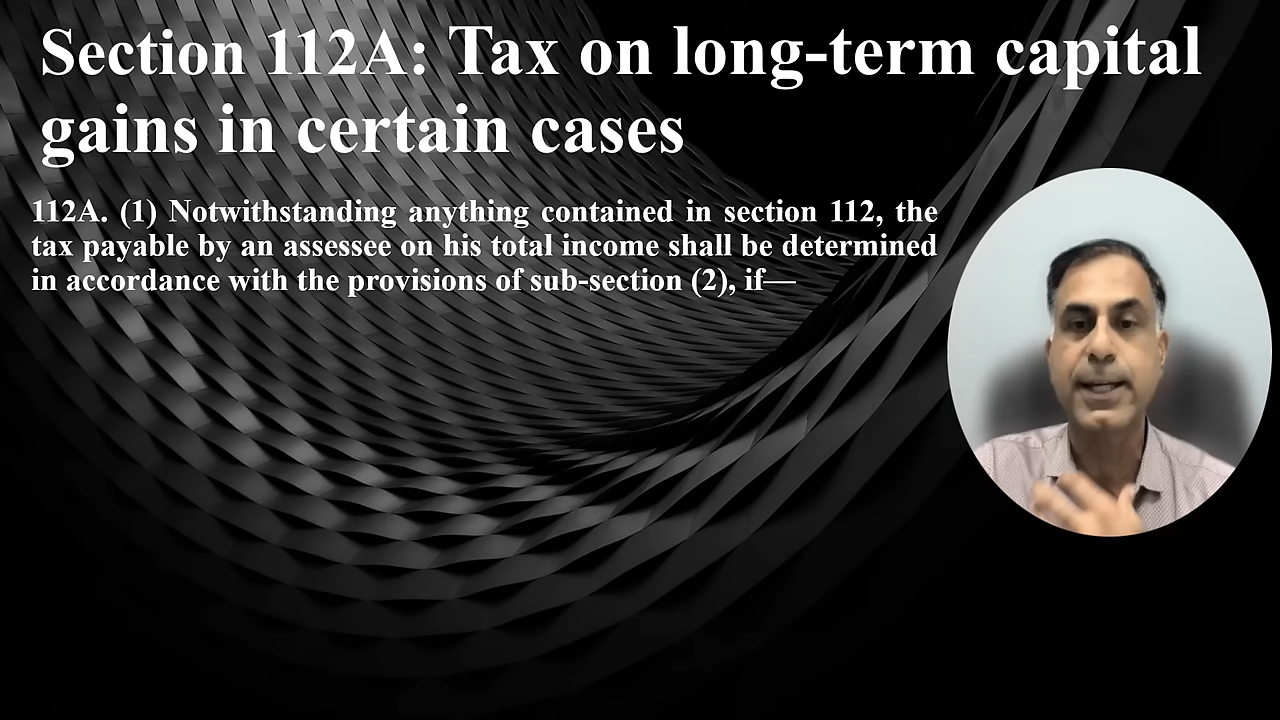 Section 112A: Tax on long-term capital
gains in certain cases
112A. (1) Notwithstanding anything contained in section 112, the
tax payable by an assessee on his total income shall be determined
in accordance with the provisions of sub-section (2), if—